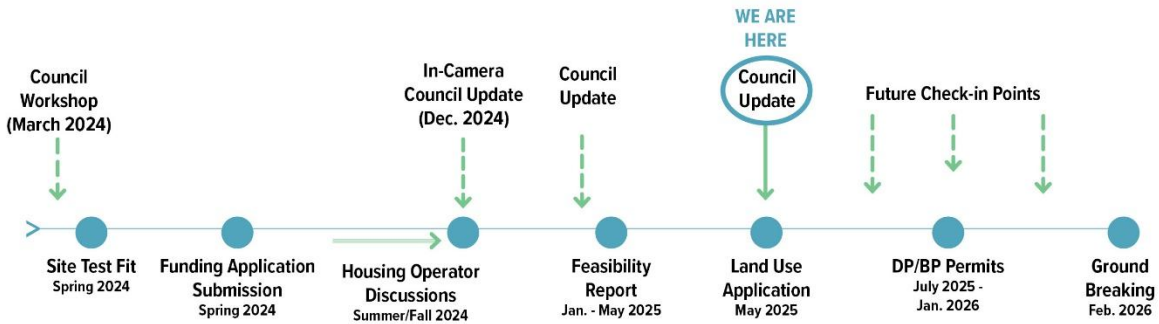 WE ARE
HERE
Council
Workshop
(March 2024)
In-Camera
Council Update
(Dec. 2024)
Council
Update
Council
Update
Future Check-in Points
Site Test Fit
Spring 2024
Funding Application
Submission
Spring 2024
Housing Operator
Discussions
Summer/Fall 2024
Feasibility
Report
Jan. - May 2025
Land Use
Application
May 2025
DP/BP Permits
July 2025 -
Jan. 2026
Ground
Breaking
Feb. 2026